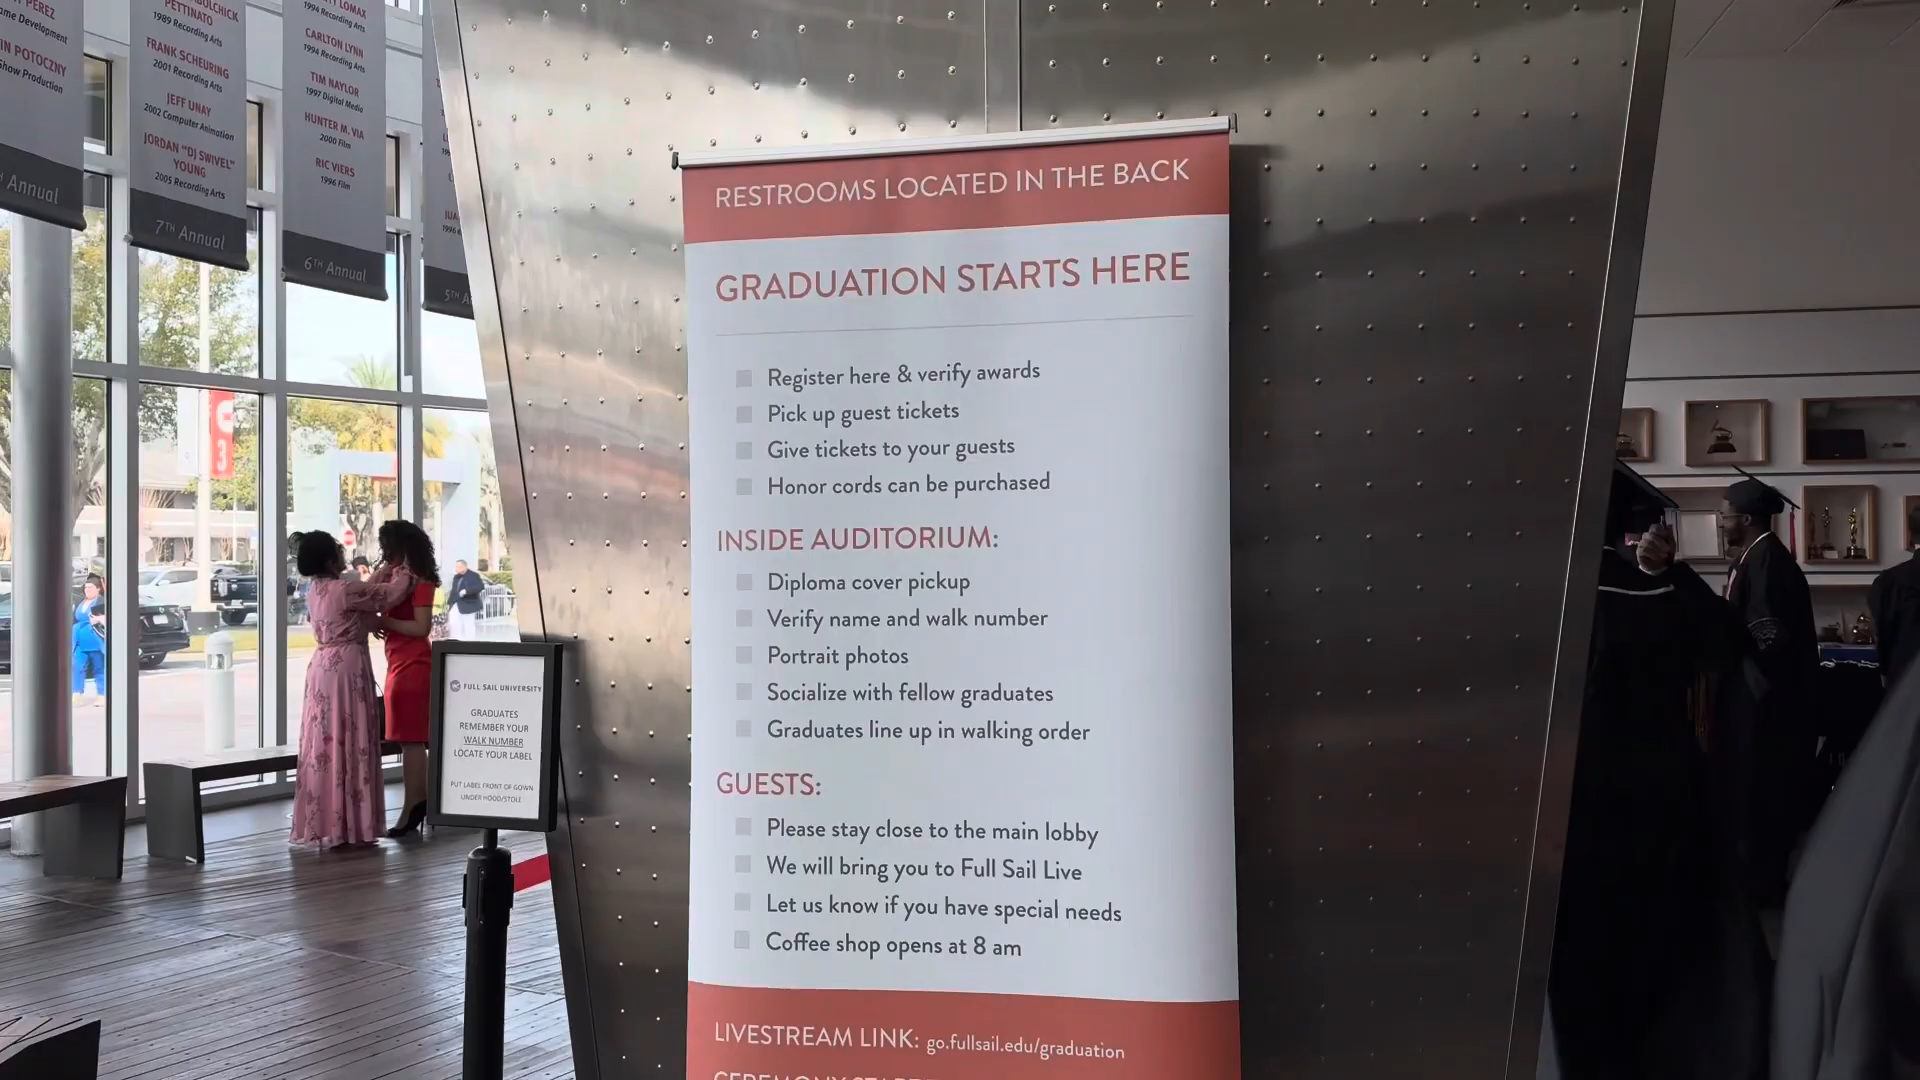 PEREZ
PETTINATO
1989 Recording Arts
FRANK SCHEURING
2001 Recording Arts
JEFF UNAY
2002 Computer Animation
JORDAN "DJ SWIVEL"
YOUNG
2005 Recording Arts
7TH Annual
LOMAX
1994 Recording Arts
CARLTON LYNN
1994 Recording Arts
TIM NAYLOR
1997 Digital Media
HUNTER M. VIA
2000 Film
RIC VIERS
1996 Film
6TH Annual
POTOCZNY
Show Production
Annual
5TH
RESTROOMS LOCATED IN THE BACK
GRADUATION STARTS HERE
Register here & verify awards
Pick up guest tickets
Give tickets to your guests
Honor cords can be purchased
INSIDE AUDITORIUM:
Diploma cover pickup
Verify name and walk number
Portrait photos
Socialize with fellow graduates
Graduates line up in walking order
GUESTS:
Please stay close to the main lobby
We will bring you to Full Sail Live
Let us know if you have special needs
Coffee shop opens at 8 am
LIVESTREAM LINK: go.fullsail.edu/graduation
FULL SAIL UNIVERSITY
GRADUATES
REMEMBER YOUR
WALK NUMBER
LOCATE YOUR LABEL
PUT LABEL FRONT OF GOWN
UNDER HOOD/STOLE